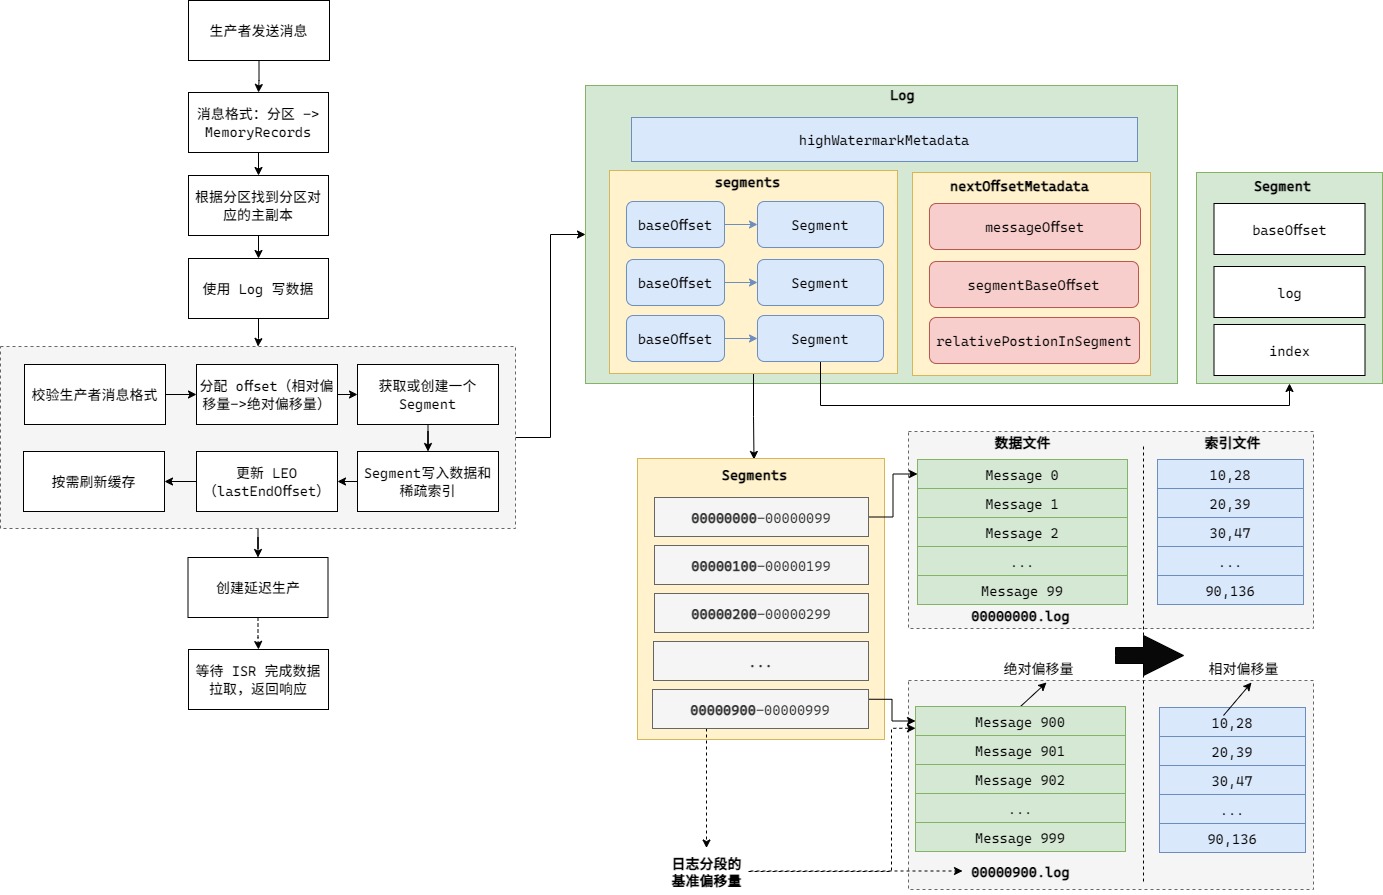 生产者发送消息
消息格式: 分区 ->
MemoryRecords
根据分区找到分区对
应的主副本
使用 Log 写数据
校验生产者消息格式
分配 offset（相对偏
移量->绝对偏移量）
获取或创建一个
Segment
按需刷新缓存
更新 LEO
（lastEndOffset）
Segment写入数据和
稀疏索引
创建延迟生产
等待 ISR 完成数据
拉取，返回响应
Log
highWatermarkMetadata
segments
baseOffset
Segment
baseOffset
Segment
baseOffset
Segment
nextOffsetMetadata
messageOffset
segmentBaseOffset
relativePostionInSegment
Segment
baseOffset
log
index
Segments
00000000-00000099
00000100-00000199
00000200-00000299
...
00000900-00000999
数据文件
Message 0
Message 1
Message 2
...
Message 99
00000000.log
索引文件
10,28
20,39
30,47
...
90,136
绝对偏移量
相对偏移量
Message 900
Message 901
Message 902
...
Message 999
00000900.log
10,28
20,39
30,47
...
90,136
日志分段的
基准偏移量